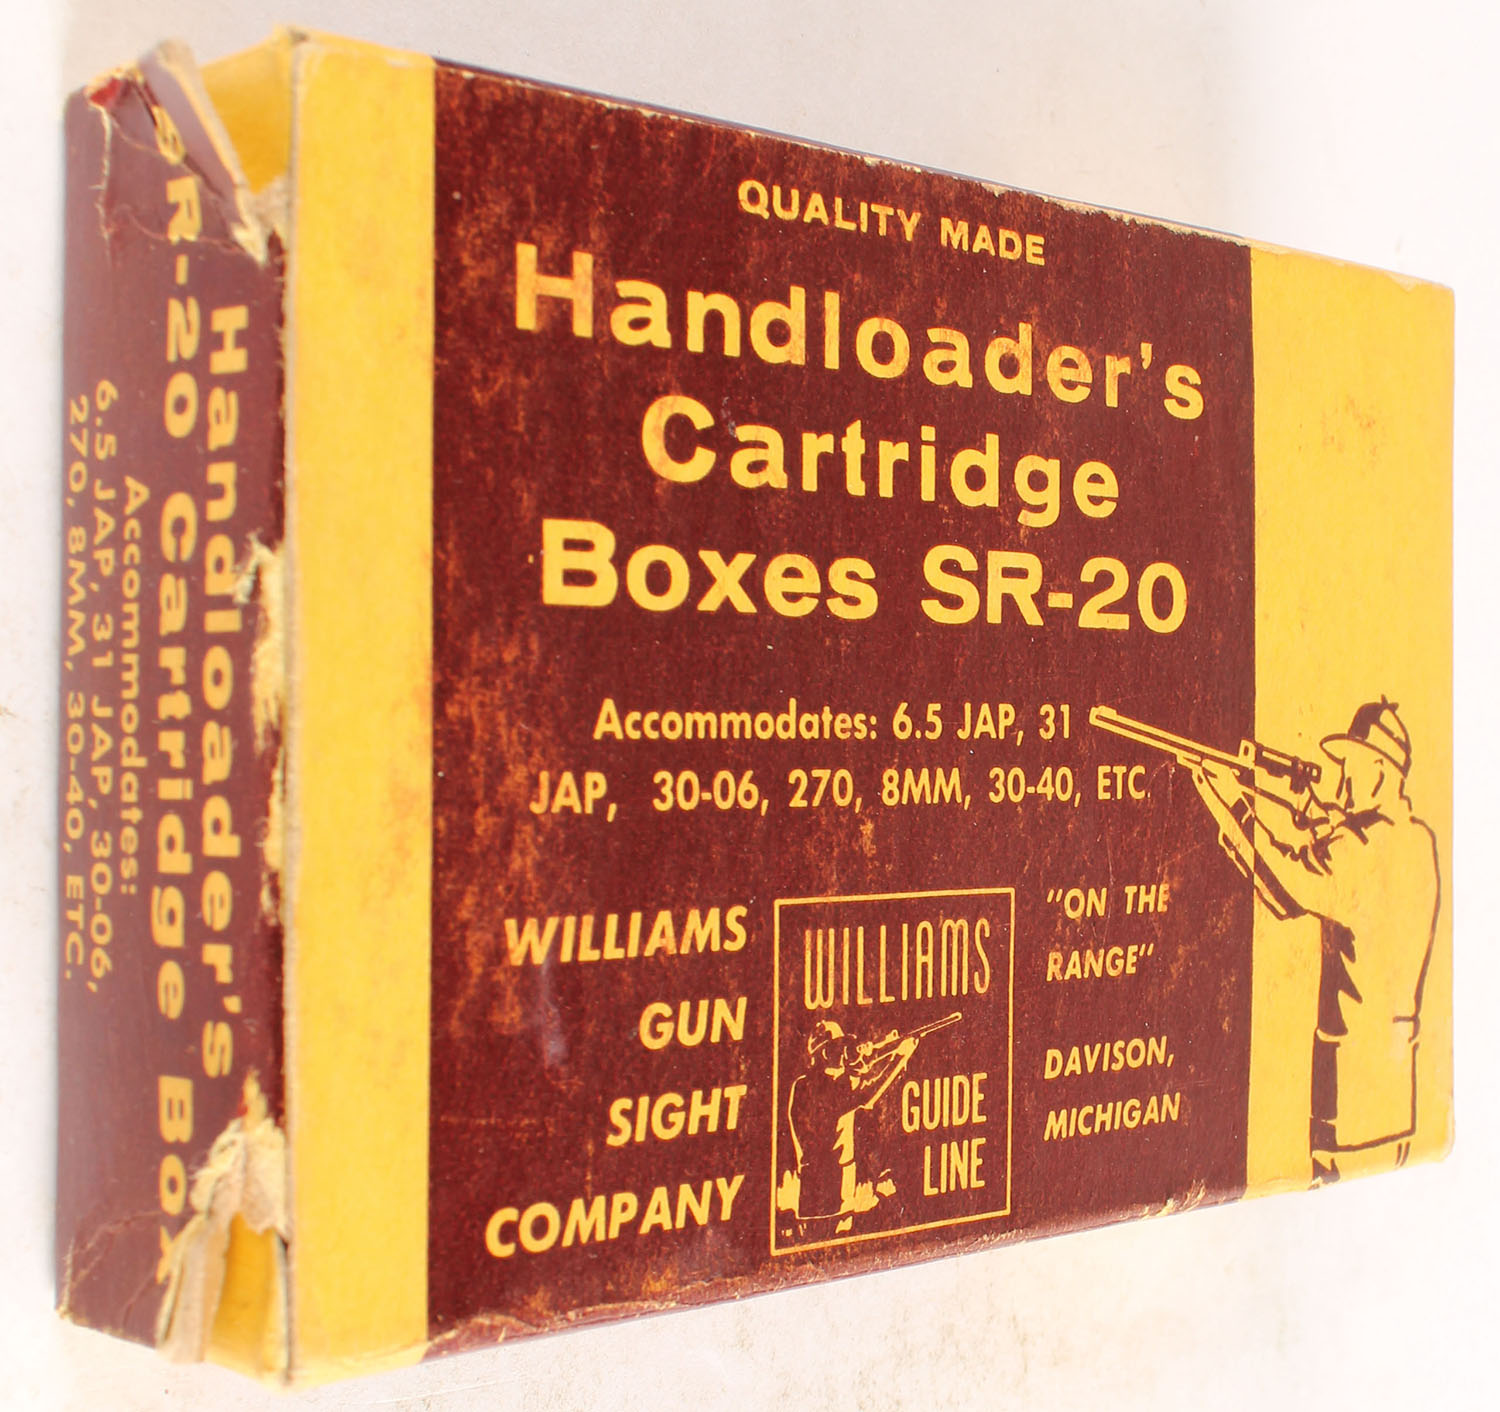 QUALITY MADE
Handloader's
Cartridge
Boxes SR-20
Accommodates: 6.5 JAP, 31
JAP, 30-06, 270, 8MM, 30-40, ETC.
WILLIAMS
GUN
SIGHT
COMPANY
WILLIAMS
GUIDE
LINE
"ON THE
RANGE"
DAVISON,
MICHIGAN
Handloader's
SR-20 Cartridge Box
Accommodates:
6.5 JAP, 31 JAP, 30-06,
270, 8MM, 30-40, ETC.